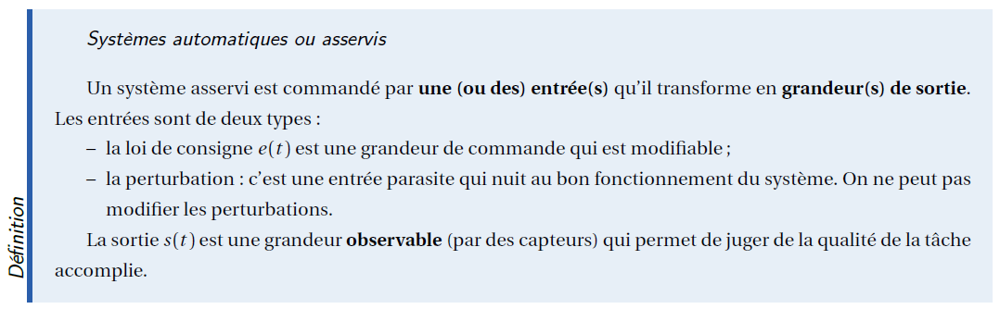 Systèmes automatiques ou asservis
Un système asservi est commandé par une (ou des) entrée(s) qu'il transforme en grandeur(s) de sortie.
Les entrées sont de deux types :
– la loi de consigne e(t) est une grandeur de commande qui est modifiable ;
– la perturbation : c'est une entrée parasite qui nuit au bon fonctionnement du système. On ne peut pas
modifier les perturbations.
La sortie s(t) est une grandeur observable (par des capteurs) qui permet de juger de la qualité de la tâche
accomplie.
Définition